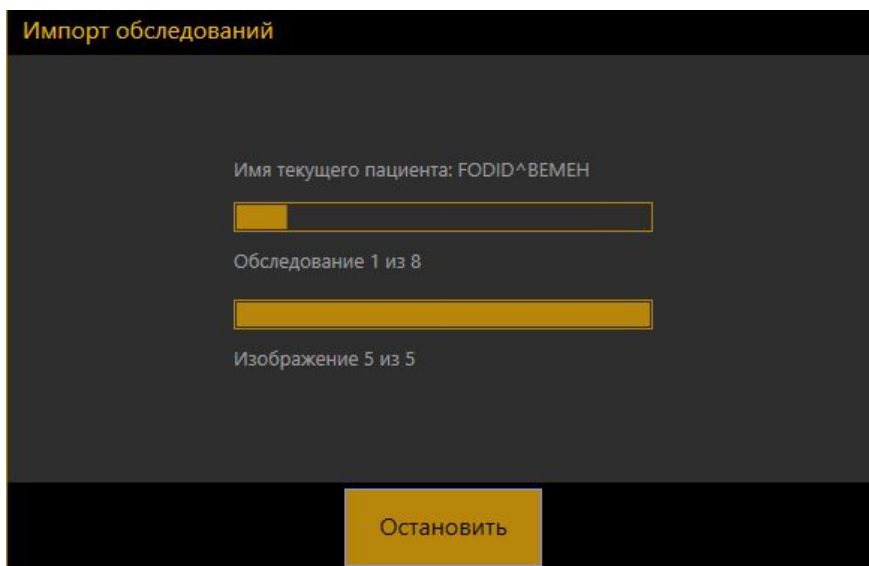 Импорт обследований
Имя текущего пациента: FODID^BEMEH
Обследование 1 из 8
Изображение 5 из 5
Остановить